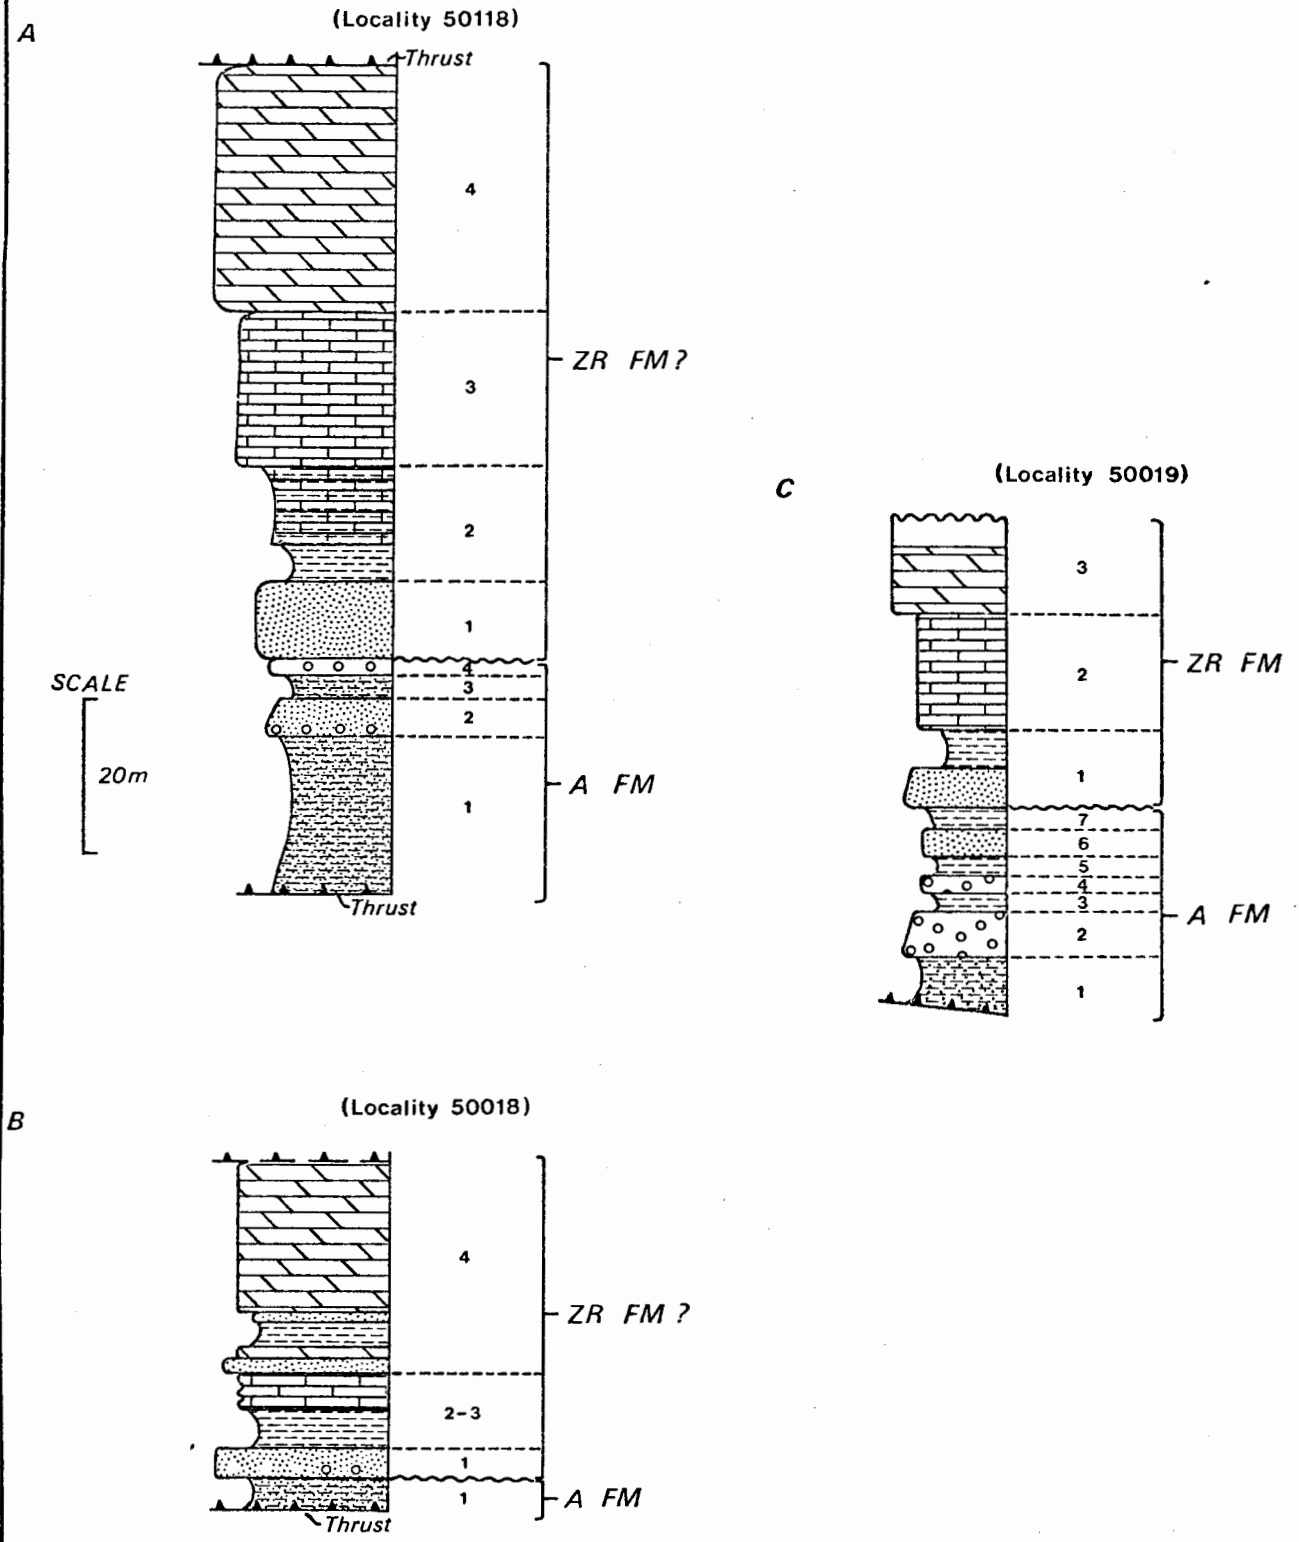 A
(Locality 50118)
Thrust
4
3
ZR FM?
2
1
4
3
2
1
A FM
Thrust
SCALE
20m
C
(Locality 50019)
3
2
ZR FM
1
7
6
5
4
3
2
A FM
1
B
(Locality 50018)
4
ZR FM ?
2-3
1
1
A FM
Thrust